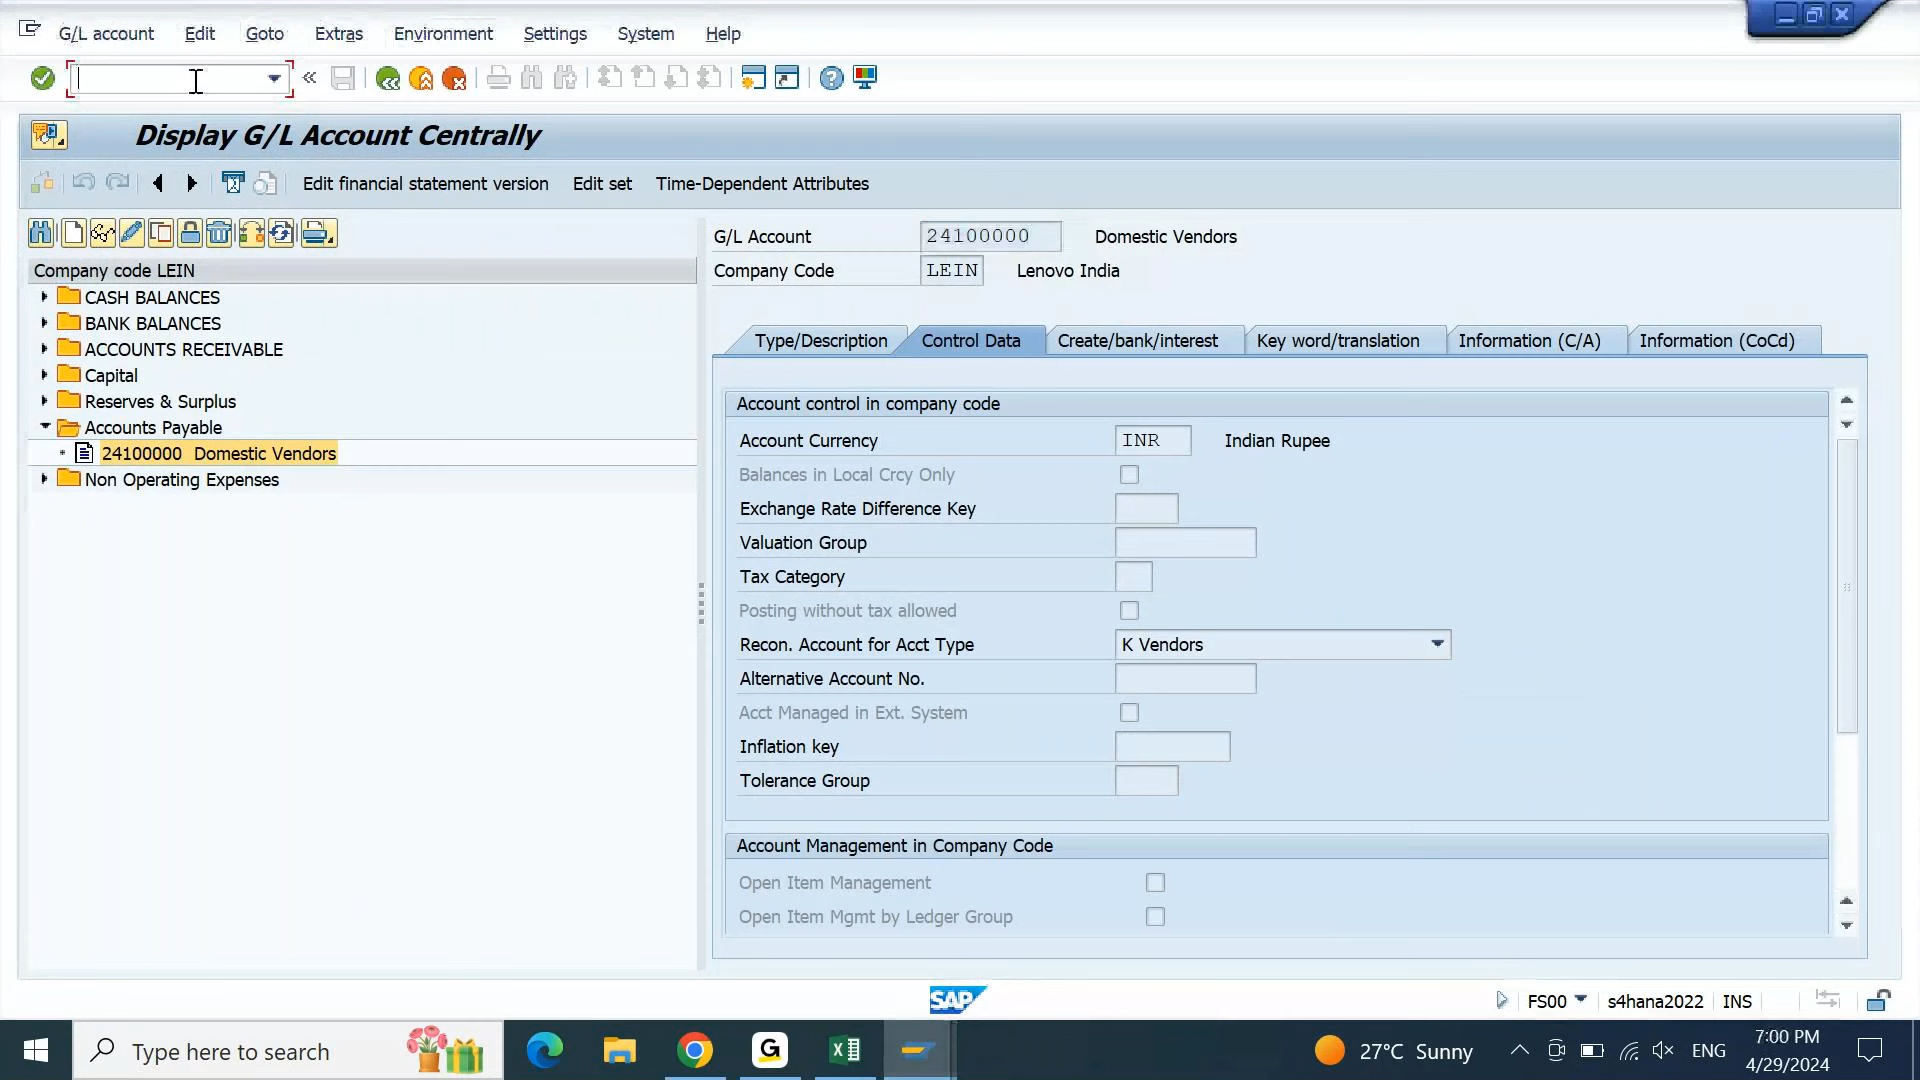 G/L account Edit Goto Extras Environment Settings System Help
Display G/L Account Centrally
Edit financial statement version Edit set Time-Dependent Attributes
Company code LEIN
CASH BALANCES
BANK BALANCES
ACCOUNTS RECEIVABLE
Capital
Reserves & Surplus
Accounts Payable
24100000 Domestic Vendors
Non Operating Expenses
G/L Account 24100000 Domestic Vendors
Company Code LEIN Lenovo India
Type/Description Control Data Create/bank/interest Key word/translation Information (C/A) Information (CoCd)
Account control in company code
Account Currency INR Indian Rupee
Balances in Local Crcy Only
Exchange Rate Difference Key
Valuation Group
Tax Category
Posting without tax allowed
Recon. Account for Acct Type K Vendors
Alternative Account No.
Acct Managed in Ext. System
Inflation key
Tolerance Group
Account Management in Company Code
Open Item Management
Open Item Mgmt by Ledger Group
SAP FS00 s4hana2022 INS
Type here to search
27°C Sunny ENG
7:00 PM
4/29/2024